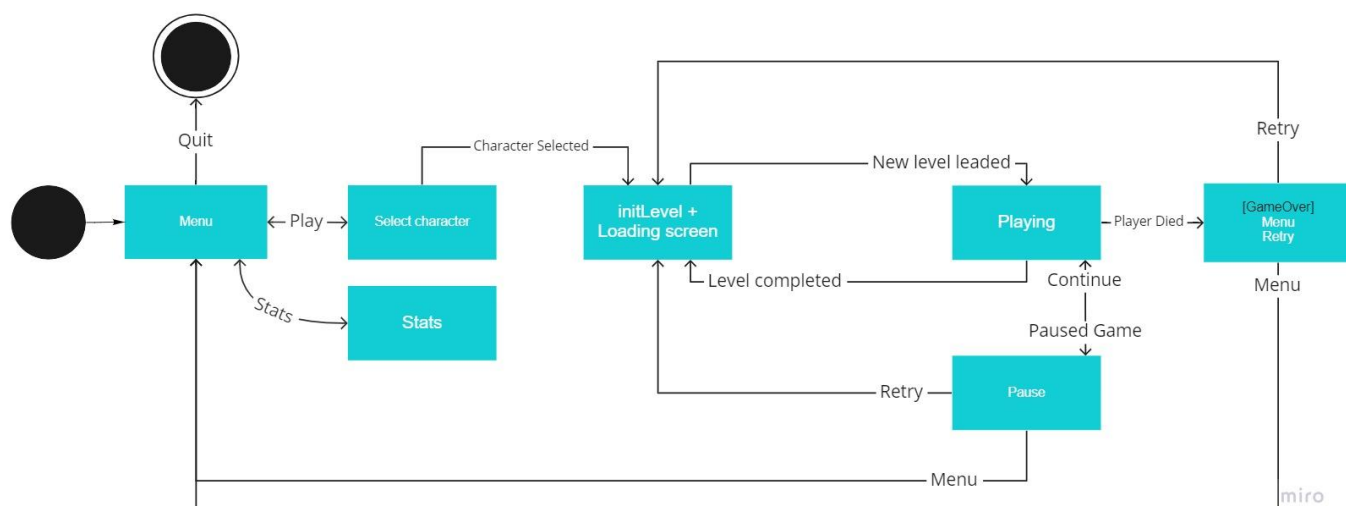 Quit
Character Selected
Retry
New level leaded
Menu
Play
Select character
initLevel +
Loading screen
Playing
Player Died
[GameOver]
Menu
Retry
Stats
Stats
Level completed
Continue
Menu
Paused Game
Retry
Pause
Menu
miro